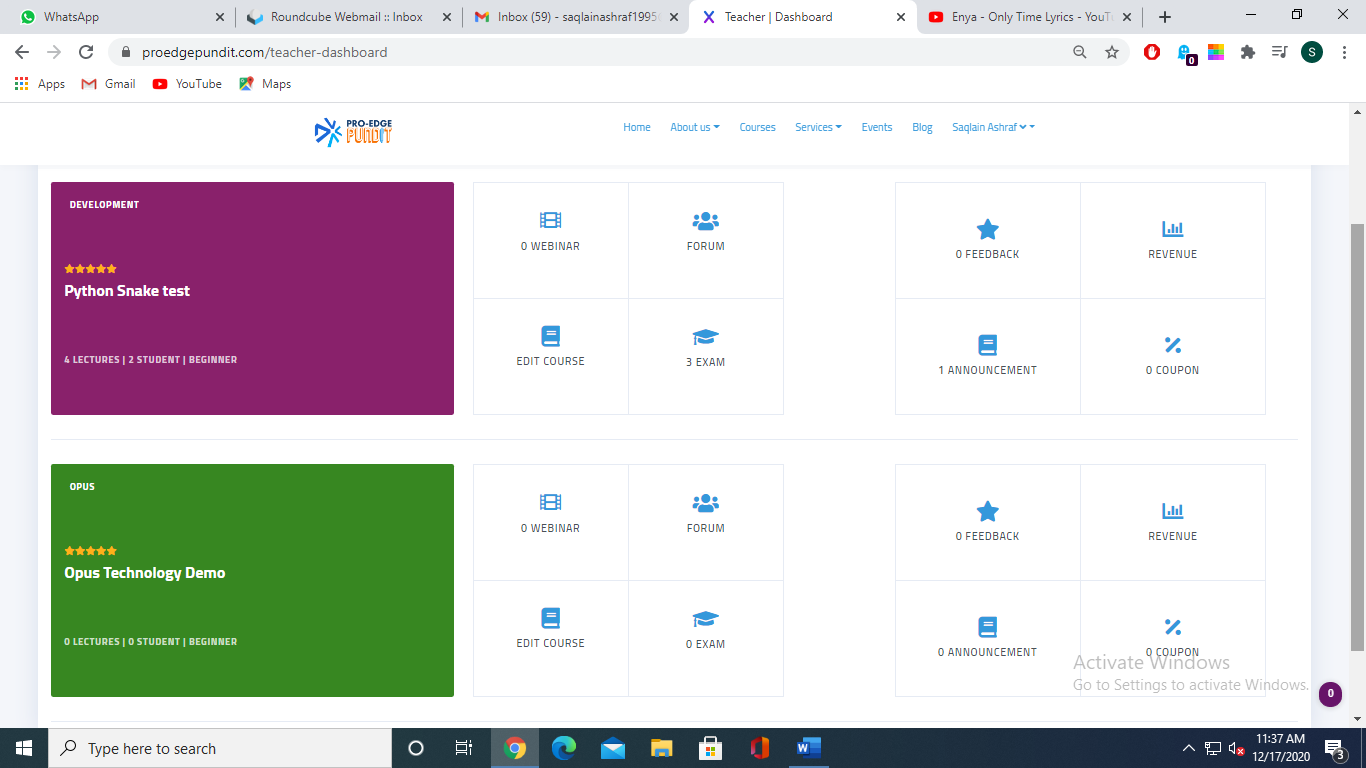 WhatsApp
Roundcube Webmail :: Inbox
Inbox (59) - saqlainashraf1995
Teacher | Dashboard
Enya - Only Time Lyrics - YouTu
proedgepundit.com/teacher-dashboard
0
S
Apps
Gmail
YouTube
Maps
PRO-EDGE
PUNDIT
Home
About us
Courses
Services
Events
Blog
Saqlain Ashraf
DEVELOPMENT
Python Snake test
4 LECTURES | 2 STUDENT | BEGINNER
0 WEBINAR
FORUM
EDIT COURSE
3 EXAM
0 FEEDBACK
REVENUE
1 ANNOUNCEMENT
0 COUPON
OPUS
Opus Technology Demo
0 LECTURES | 0 STUDENT | BEGINNER
0 WEBINAR
FORUM
EDIT COURSE
0 EXAM
0 FEEDBACK
REVENUE
0 ANNOUNCEMENT
0 COUPON
Activate Windows
Go to Settings to activate Windows.
0
Type here to search
W
11:37 AM
12/17/2020
3